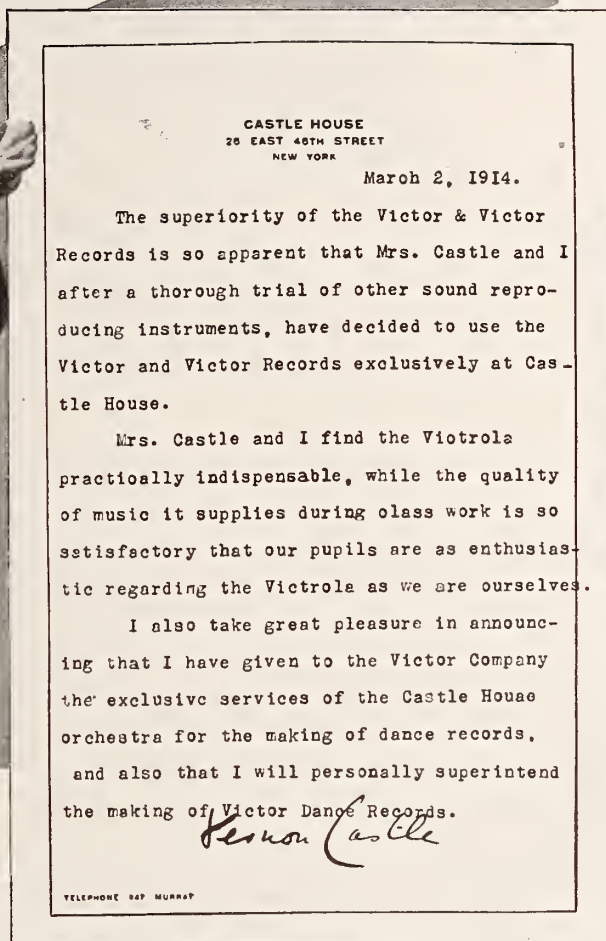 CASTLE HOUSE
26 EAST 46TH STREET
NEW YORK
March 2, 1914.
The superiority of the Victor & Victor
Records is so apparent that Mrs. Castle and I
after a thorough trial of other sound repro-
ducing instruments, have decided to use the
Victor and Victor Records exclusively at Cas-
tle House.
Mrs. Castle and I find the Victrola
practically indispensable, while the quality
of music it supplies during class work is so
satisfactory that our pupils are as enthusias-
tic regarding the Victrola as we are ourselves.
I also take great pleasure in announc-
ing that I have given to the Victor Company
the exclusive services of the Castle House
orchestra for the making of dance records,
and also that I will personally superintend
the making of Victor Dance Records.
Vernon Castle
TELEPHONE 947 MURRAY